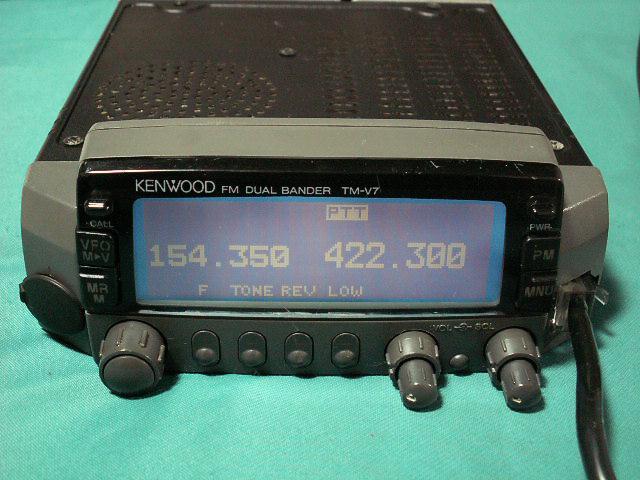 KENWOOD FM DUAL BANDER TM-V7
CALL
VFO
M▶V
MR
M
PTT
154.350 422.300
F TONE REV LOW
PWR
PM
MNU
VOL SQL